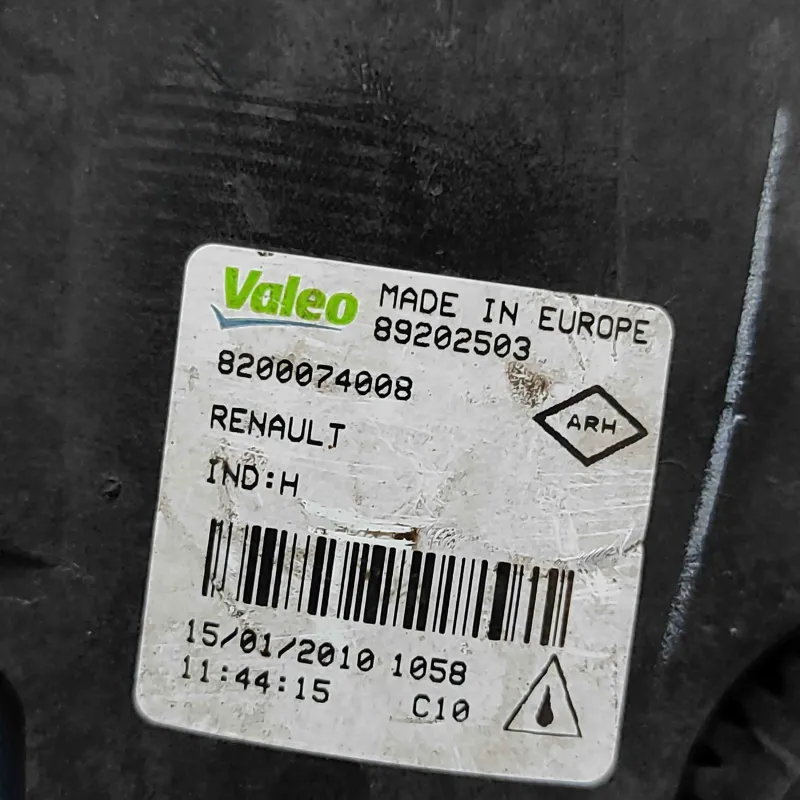 Valeo MADE IN EUROPE
89202503
8200074008
ARH
RENAULT
IND:H
15/01/2010 1058
11:44:15 C10